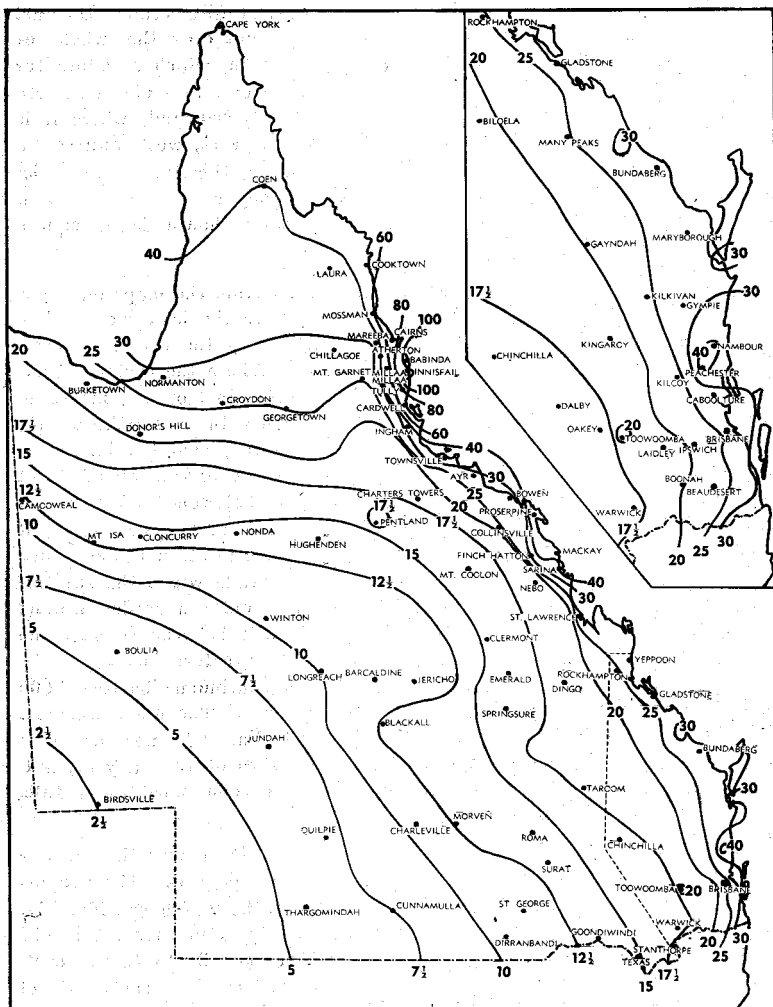 CAPE YORK
COEN
40
60
LAURA
COOKTOWN
MOSSMAN
80
100
MAREEBA
CAIRNS
30
ATHERTON
CHILLAGOE
BABINDA
20
25
MT. GARNET
MILLAA
INNISFAIL
BURKETOWN
NORMANTON
MILLAA
100
TULLY
CROYDON
80
GEORGETOWN
CARDWELL
DONOR'S HILL
INGHAM
60
17½
40
15
TOWNSVILLE
AYR
30
12½
25
CHARTERS TOWERS
BOWEN
CAMOOWEAL
17½
17½
20
PROSERPINE
10
PENTLAND
COLLINSVILLE
MT ISA
CLONCURRY
NONDA
HUGHENDEN
15
FINCH HATTON
MACKAY
MT. COOLON
SARINA
7½
12½
NEBO
40
30
5
WINTON
ST. LAWRENCE
BOULIA
CLERMONT
10
YEPPOON
7½
LONGREACH
BARCALDINE
JERICHO
EMERALD
DINGO
ROCKHAMPTON
GLADSTONE
20
25
SPRINGSURE
BLACKALL
30
2½
5
JUNDAH
BUNDABERG
TAROOM
30
BIRDSVILLE
2½
QUILPIE
CHARLEVILLE
MORVEN
ROMA
CHINCHILLA
40
SURAT
TOOWOOMBA
20
BRISBANE
THARGOMINDAH
CUNNAMULLA
ST GEORGE
WARWICK
DIRRANBANDI
GOONDIWINDI
STANTHORPE
20
25
30
TEXAS
5
7½
10
12½
15
17½
ROCKHAMPTON
20
25
GLADSTONE
BILOELA
MANY PEAKS
30
BUNDABERG
GAYNDAH
MARYBOROUGH
30
17½
KILKIVAN
30
GYMPIE
KINGAROY
40
NAMBOUR
CHINCHILLA
PEACHESTER
KILCOY
CABOOLTURE
DALBY
OAKEY
20
TOOWOOMBA
BRISBANE
LAIDLEY
IPSWICH
BOONAH
BEAUDESERT
WARWICK
17½
20
25
30